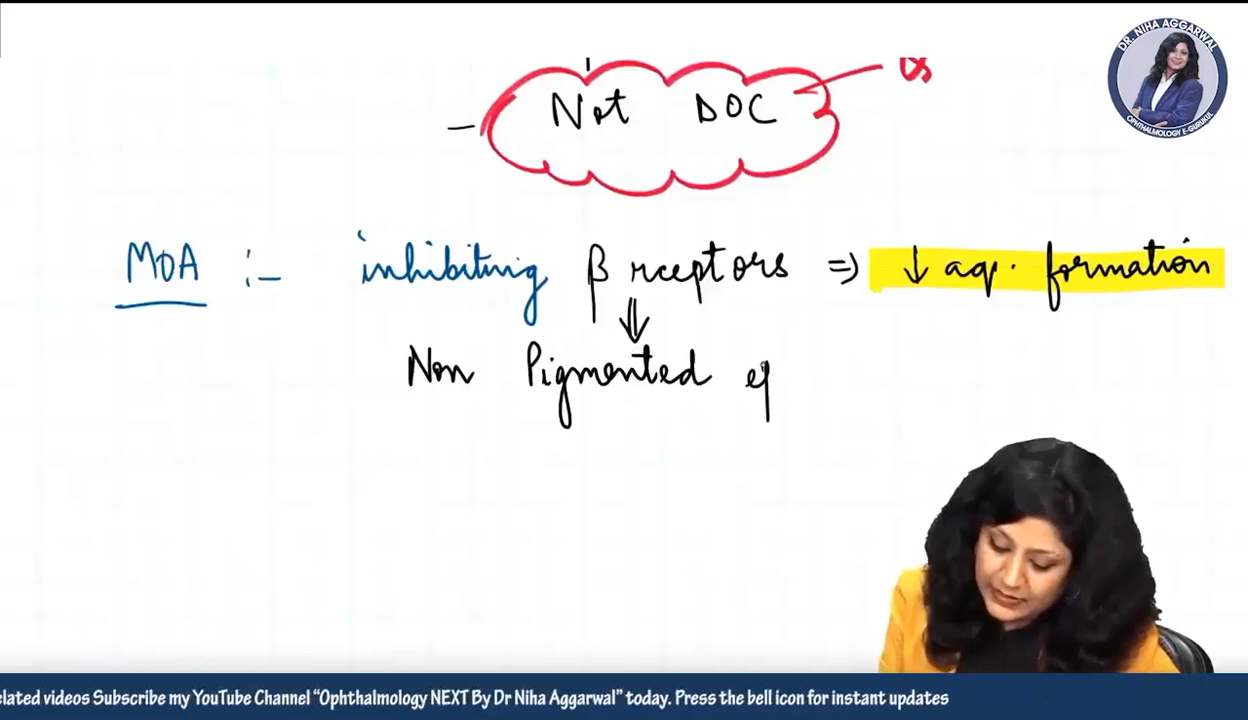 DR. NIHA AGGARWAL
OPHTHALMOLOGY E-GURUKUL
– Not DOC
MOA :- inhibiting β rceptors ⇒ ↓ aq. formation
⇓
Non Pigmented ep
elated videos Subscribe my YouTube Channel “Ophthalmology NEXT By Dr Niha Aggarwal” today. Press the bell icon for instant updates